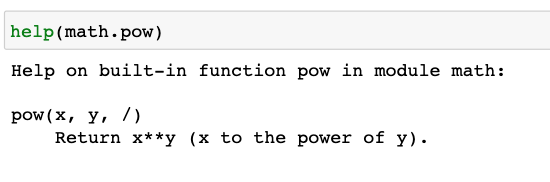 help(math.pow)
Help on built-in function pow in module math:
pow(x, y, /)
    Return x**y (x to the power of y).